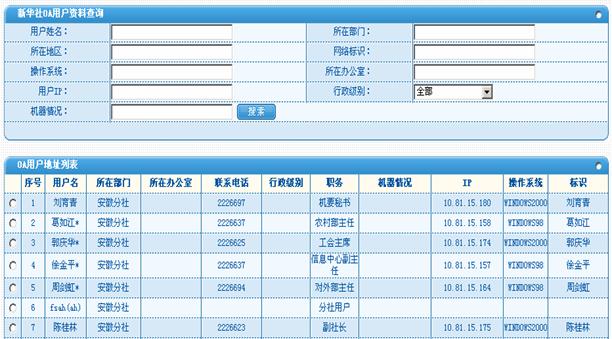 新华社OA用户资料查询
用户姓名： 所在部门：
所在地区： 网络标识：
操作系统： 所在办公室：
用户IP： 行政级别： 全部
机器情况： 搜索
OA用户地址列表
序号 用户名 所在部门 所在办公室 联系电话 行政级别 职务 机器情况 IP 操作系统 标识
1 刘育青 安徽分社 2226697 机要秘书 10.81.15.180 WINDOWS2000 刘育青
2 葛如江* 安徽分社 2226637 农村部主任 10.81.15.158 WINDOWS98 葛如江
3 郭庆华* 安徽分社 2226625 工会主席 10.81.15.174 WINDOWS2000 郭庆华
4 徐金平* 安徽分社 2226637 信息中心副主任 10.81.15.157 WINDOWS98 徐金平
5 周剑虹* 安徽分社 2226694 对外部主任 10.81.15.164 WINDOWS98 周剑虹
6 fsah(ah) 安徽分社 分社用户
7 陈桂林 安徽分社 2226623 副社长 10.81.15.175 WINDOWS2000 陈桂林